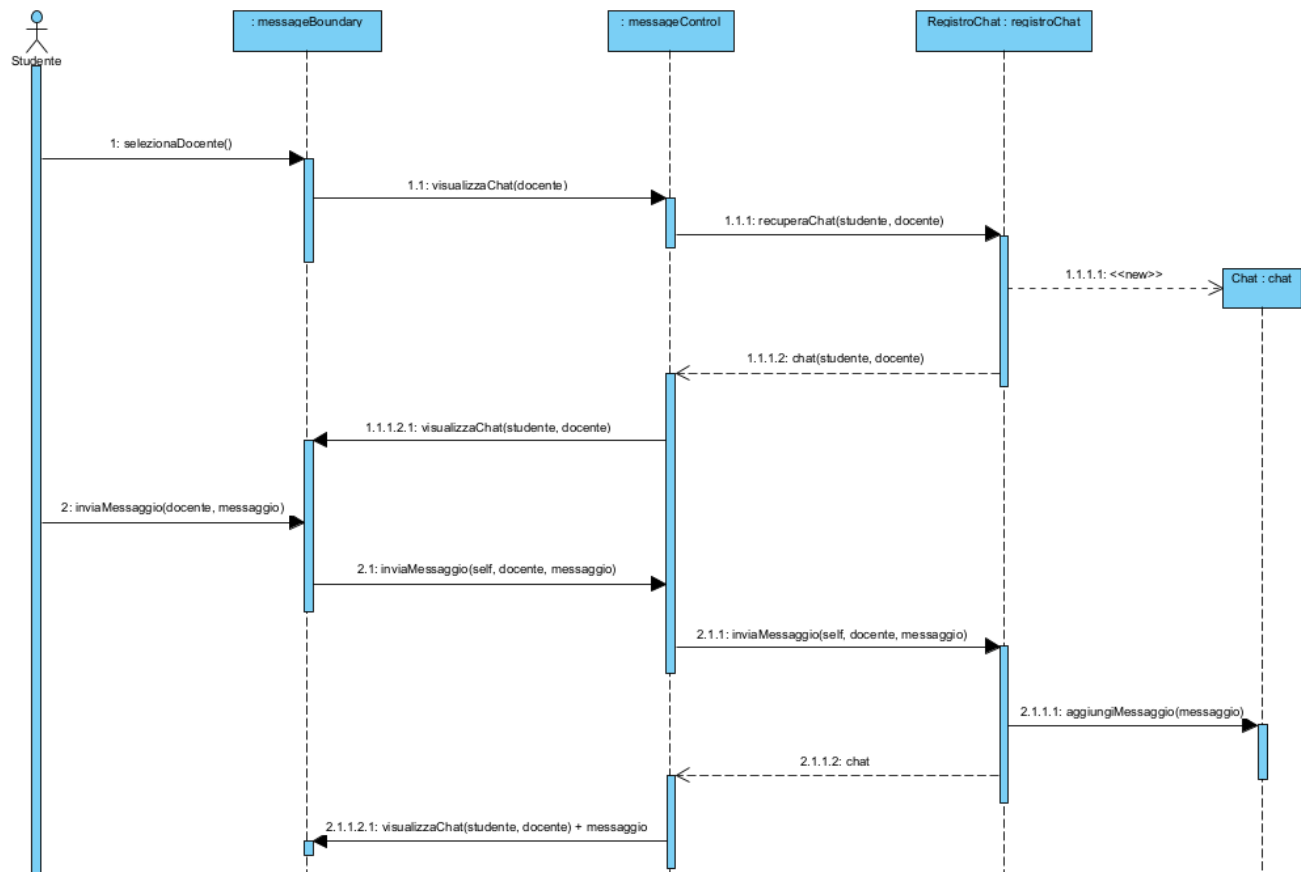 : messageBoundary
: messageControl
RegistroChat : registroChat
Studente
1: selezionaDocente()
1.1: visualizzaChat(docente)
1.1.1: recuperaChat(studente, docente)
1.1.1.1: <<new>>
Chat : chat
1.1.1.2: chat(studente, docente)
1.1.1.2.1: visualizzaChat(studente, docente)
2: inviaMessaggio(docente, messaggio)
2.1: inviaMessaggio(self, docente, messaggio)
2.1.1: inviaMessaggio(self, docente, messaggio)
2.1.1.1: aggiungiMessaggio(messaggio)
2.1.1.2: chat
2.1.1.2.1: visualizzaChat(studente, docente) + messaggio